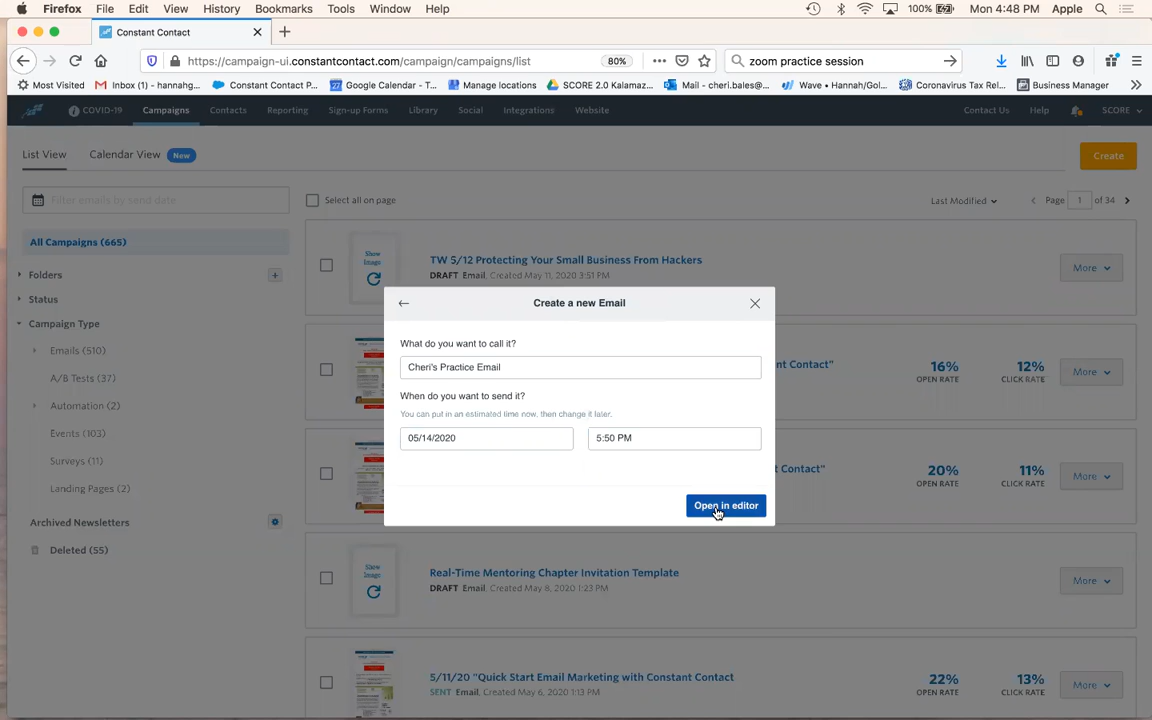 Firefox File Edit View History Bookmarks Tools Window Help 100% Mon 4:48 PM Apple
Constant Contact
https://campaign-ui.constantcontact.com/campaign/campaigns/list 80% zoom practice session
Most Visited Inbox (1) - hannahg... Constant Contact P... Google Calendar - T... Manage locations SCORE 4.0 Kalamaz... Mail - cheri.bales@... Wave • Hannah/Gol... Coronavirus Tax Rel... Business Manager
COVID-19 Campaigns Contacts Reporting Sign-up Forms Library Social Integrations Website Contact Us Help SCORE
List View Calendar View New Create
Filter emails by send date Select all on page Last Modified Page 1 of 34
All Campaigns (665)
Folders
Status
Campaign Type
Emails (510)
A/B Tests (37)
Automation (2)
Events (103)
Surveys (11)
Landing Pages (2)
Archived Newsletters
Deleted (55)
Show Image
TW 5/12 Protecting Your Small Business From Hackers
DRAFT Email, Created May 11, 2020 3:51 PM
More
nt Contact"
16% 12%
OPEN RATE CLICK RATE
More
t Contact"
20% 11%
OPEN RATE CLICK RATE
More
Show Image
Real-Time Mentoring Chapter Invitation Template
DRAFT Email, Created May 8, 2020 1:23 PM
More
5/11/20 "Quick Start Email Marketing with Constant Contact
SENT Email, Created May 6, 2020 1:13 PM
22% 13%
OPEN RATE CLICK RATE
More
Create a new Email
What do you want to call it?
Cheri's Practice Email
When do you want to send it?
You can put in an estimated time now, then change it later.
05/14/2020 5:50 PM
Open in editor